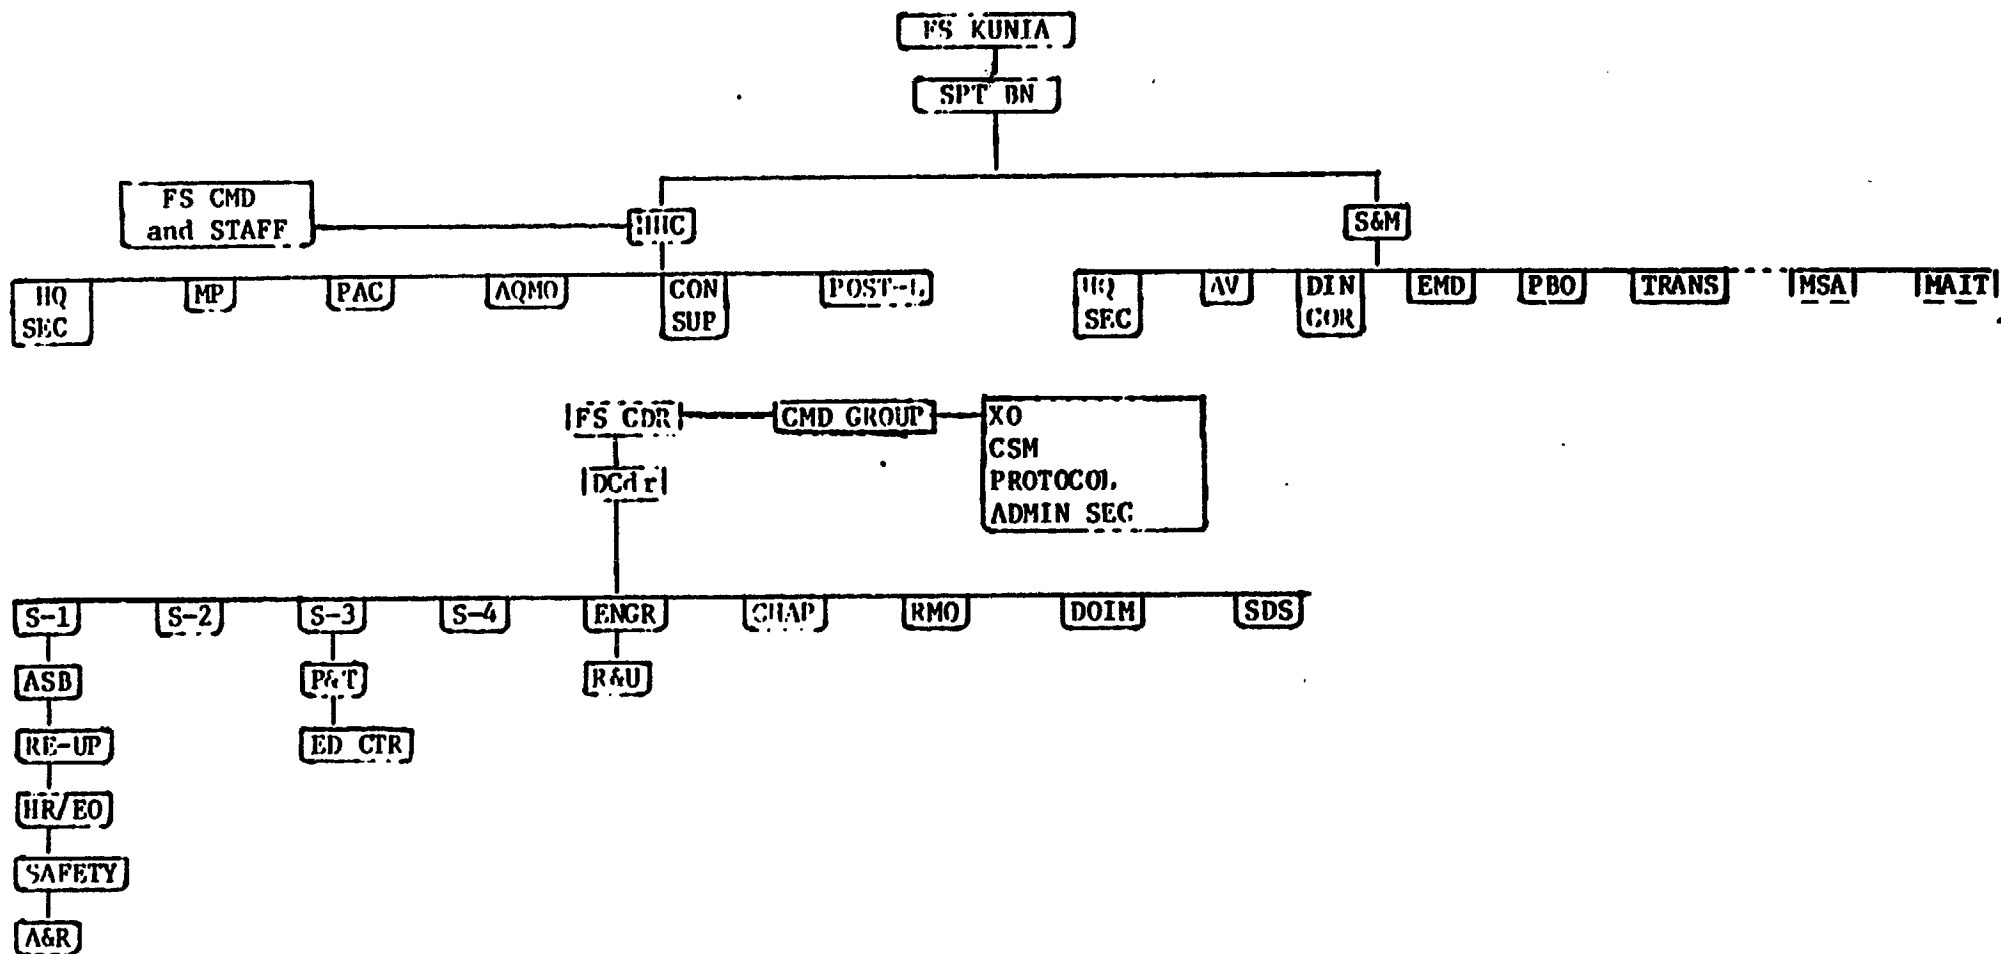 FS KUNIA
SPT BN
FS CMD
and STAFF
HHC
S&M
HQ
SEC
MP
PAC
AQMO
CON
SUP
POST-L
HQ
SEC
AV
DIN
COR
EMD
PBO
TRANS
MSA
MAIT
FS CDR
CMD GROUP
XO
CSM
PROTOCOL
ADMIN SEC
DCdr
S-1
S-2
S-3
S-4
ENGR
CHAP
RMO
DOIM
SDS
ASB
P&T
R&U
RE-UP
ED CTR
HR/EO
SAFETY
A&R